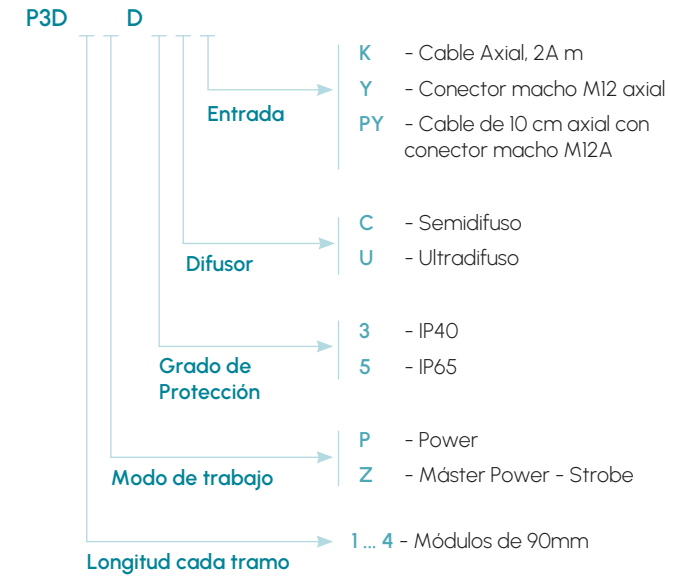 P3D _ _ D _ _ _
K - Cable Axial, 2A m
Entrada
Y - Conector macho M12 axial
PY - Cable de 10 cm axial con
conector macho M12A
Difusor
C - Semidifuso
U - Ultradifuso
Grado de
Protección
3 - IP40
5 - IP65
Modo de trabajo
P - Power
Z - Máster Power - Strobe
Longitud cada tramo
1 ... 4 - Módulos de 90mm